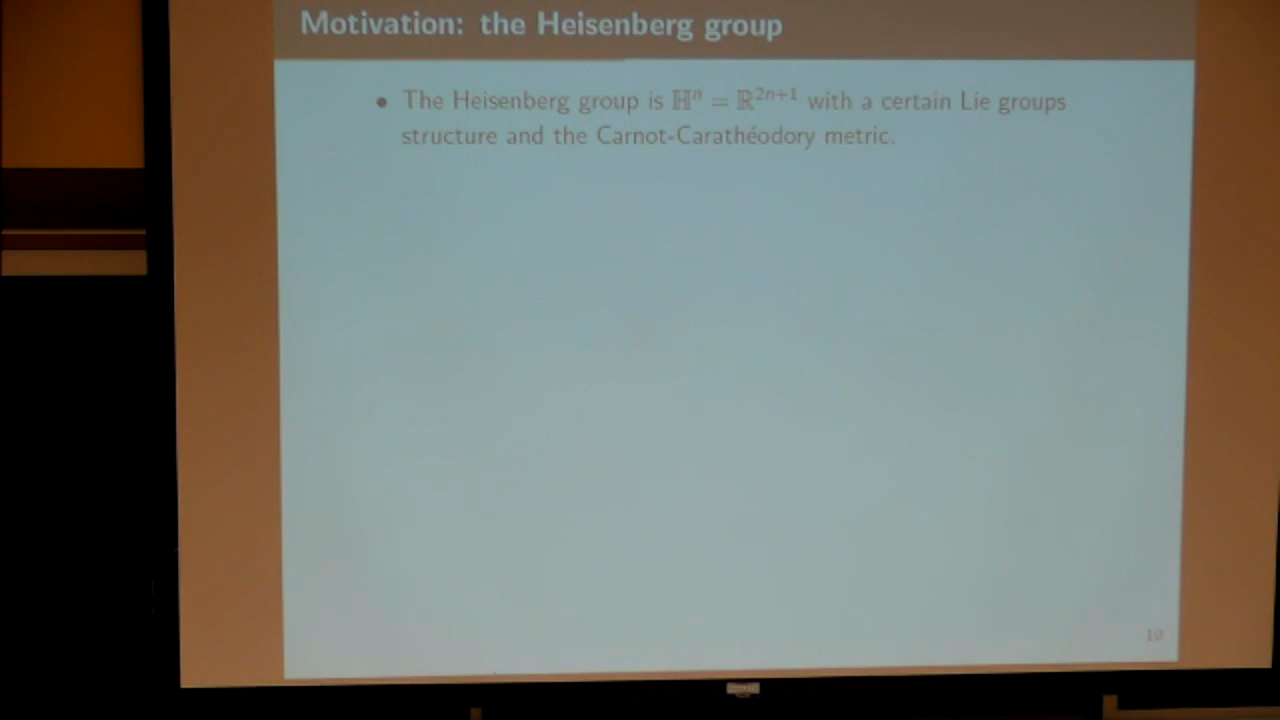 Motivation: the Heisenberg group
• The Heisenberg group is ℍⁿ = ℝ²ⁿ⁺¹ with a certain Lie groups
structure and the Carnot-Carathéodory metric.
10